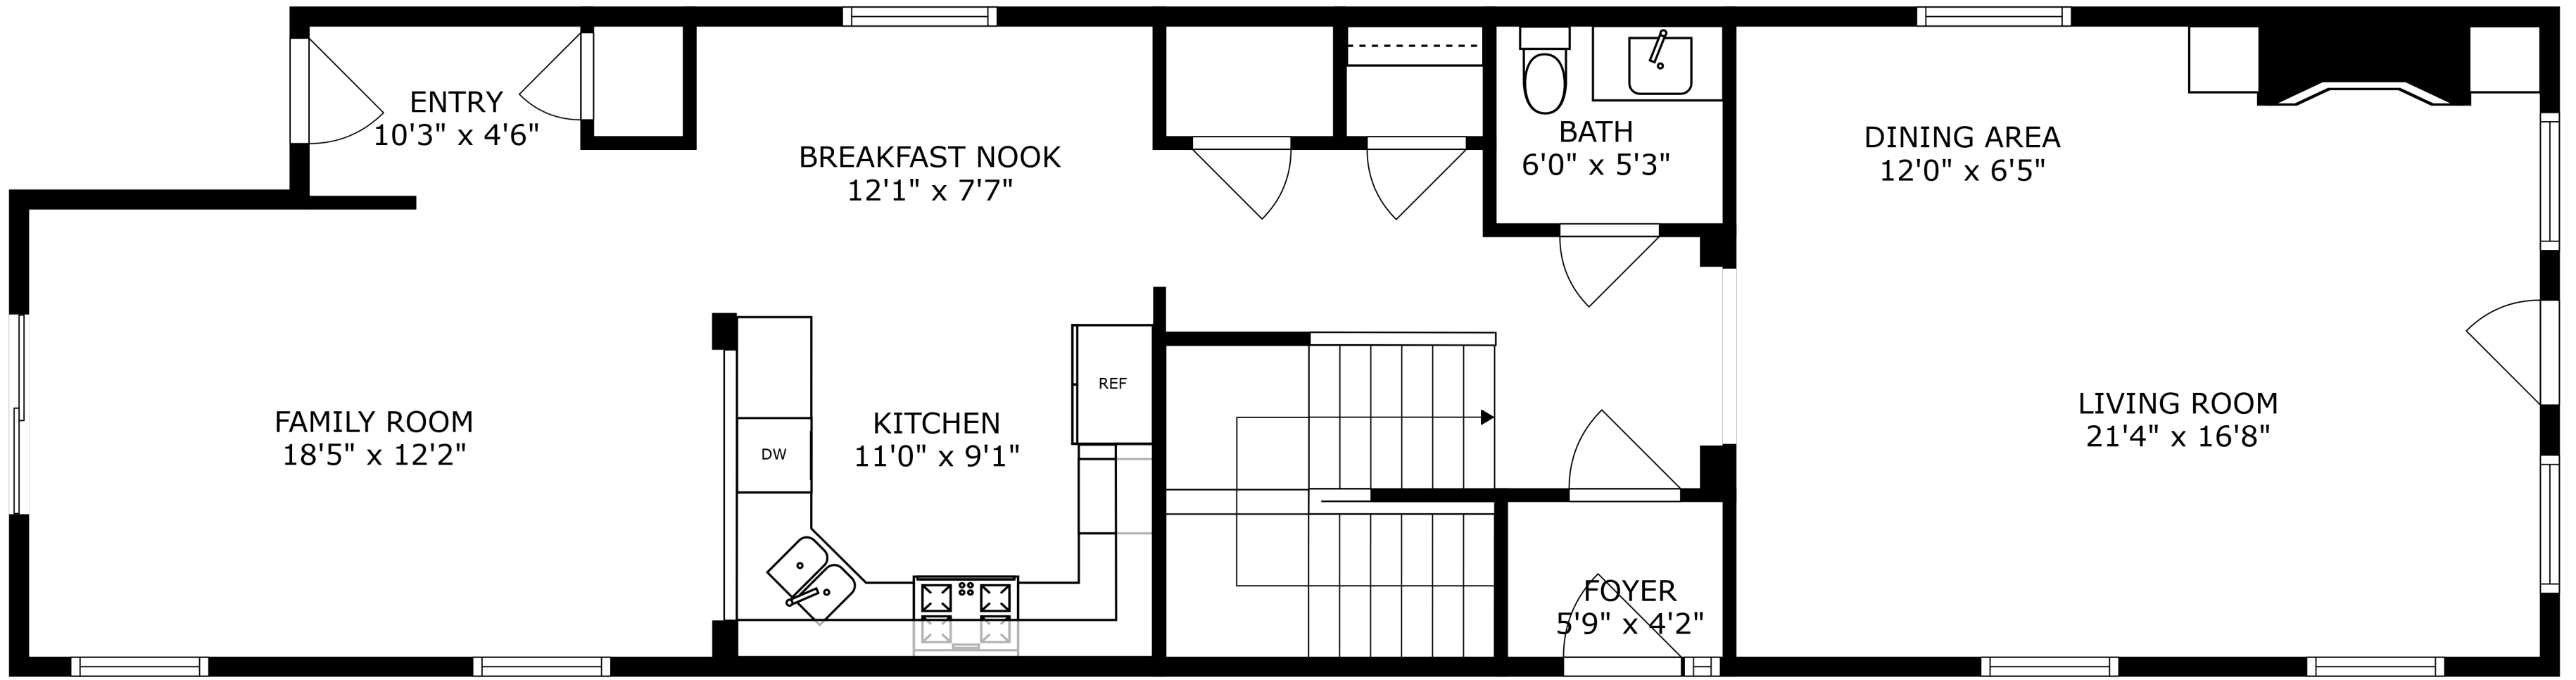 ENTRY
10'3" x 4'6"
BREAKFAST NOOK
12'1" x 7'7"
BATH
6'0" x 5'3"
DINING AREA
12'0" x 6'5"
FAMILY ROOM
18'5" x 12'2"
DW
KITCHEN
11'0" x 9'1"
REF
LIVING ROOM
21'4" x 16'8"
FOYER
5'9" x 4'2"